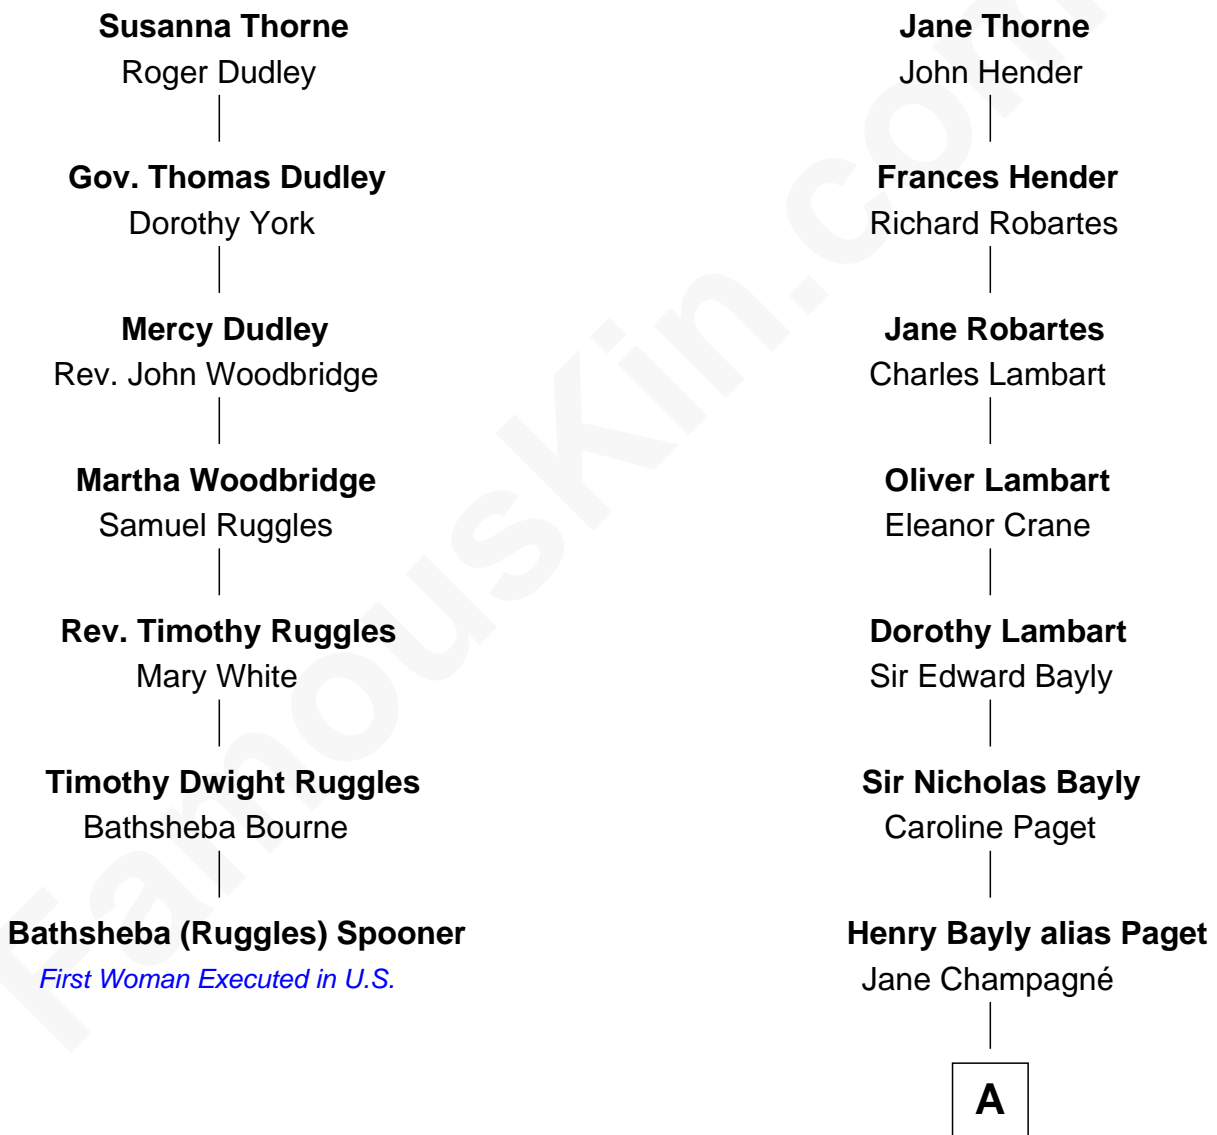 Susanna Thorne
Roger Dudley
Gov. Thomas Dudley
Dorothy York
Mercy Dudley
Rev. John Woodbridge
Martha Woodbridge
Samuel Ruggles
Rev. Timothy Ruggles
Mary White
Timothy Dwight Ruggles
Bathsheba Bourne
Bathsheba (Ruggles) Spooner
First Woman Executed in U.S.
Jane Thorne
John Hender
Frances Hender
Richard Robartes
Jane Robartes
Charles Lambart
Oliver Lambart
Eleanor Crane
Dorothy Lambart
Sir Edward Bayly
Sir Nicholas Bayly
Caroline Paget
Henry Bayly alias Paget
Jane Champagné
A
FamousKin.com